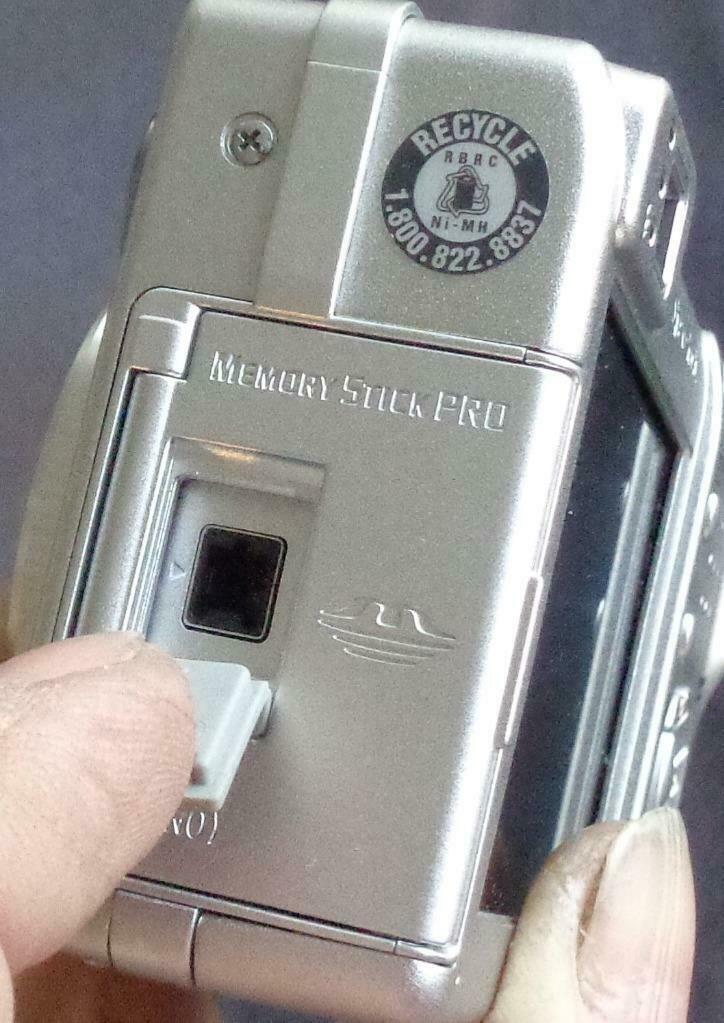 RECYCLE
RBRC
Ni-MH
1.800.822.8837
MEMORY STICK PRO